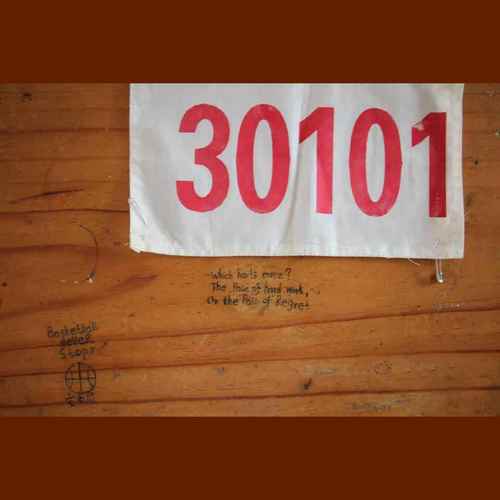 30101
which hurts more?
The Pain of Hard work,
Or the Pain of Regret
Basketball
never
Stops